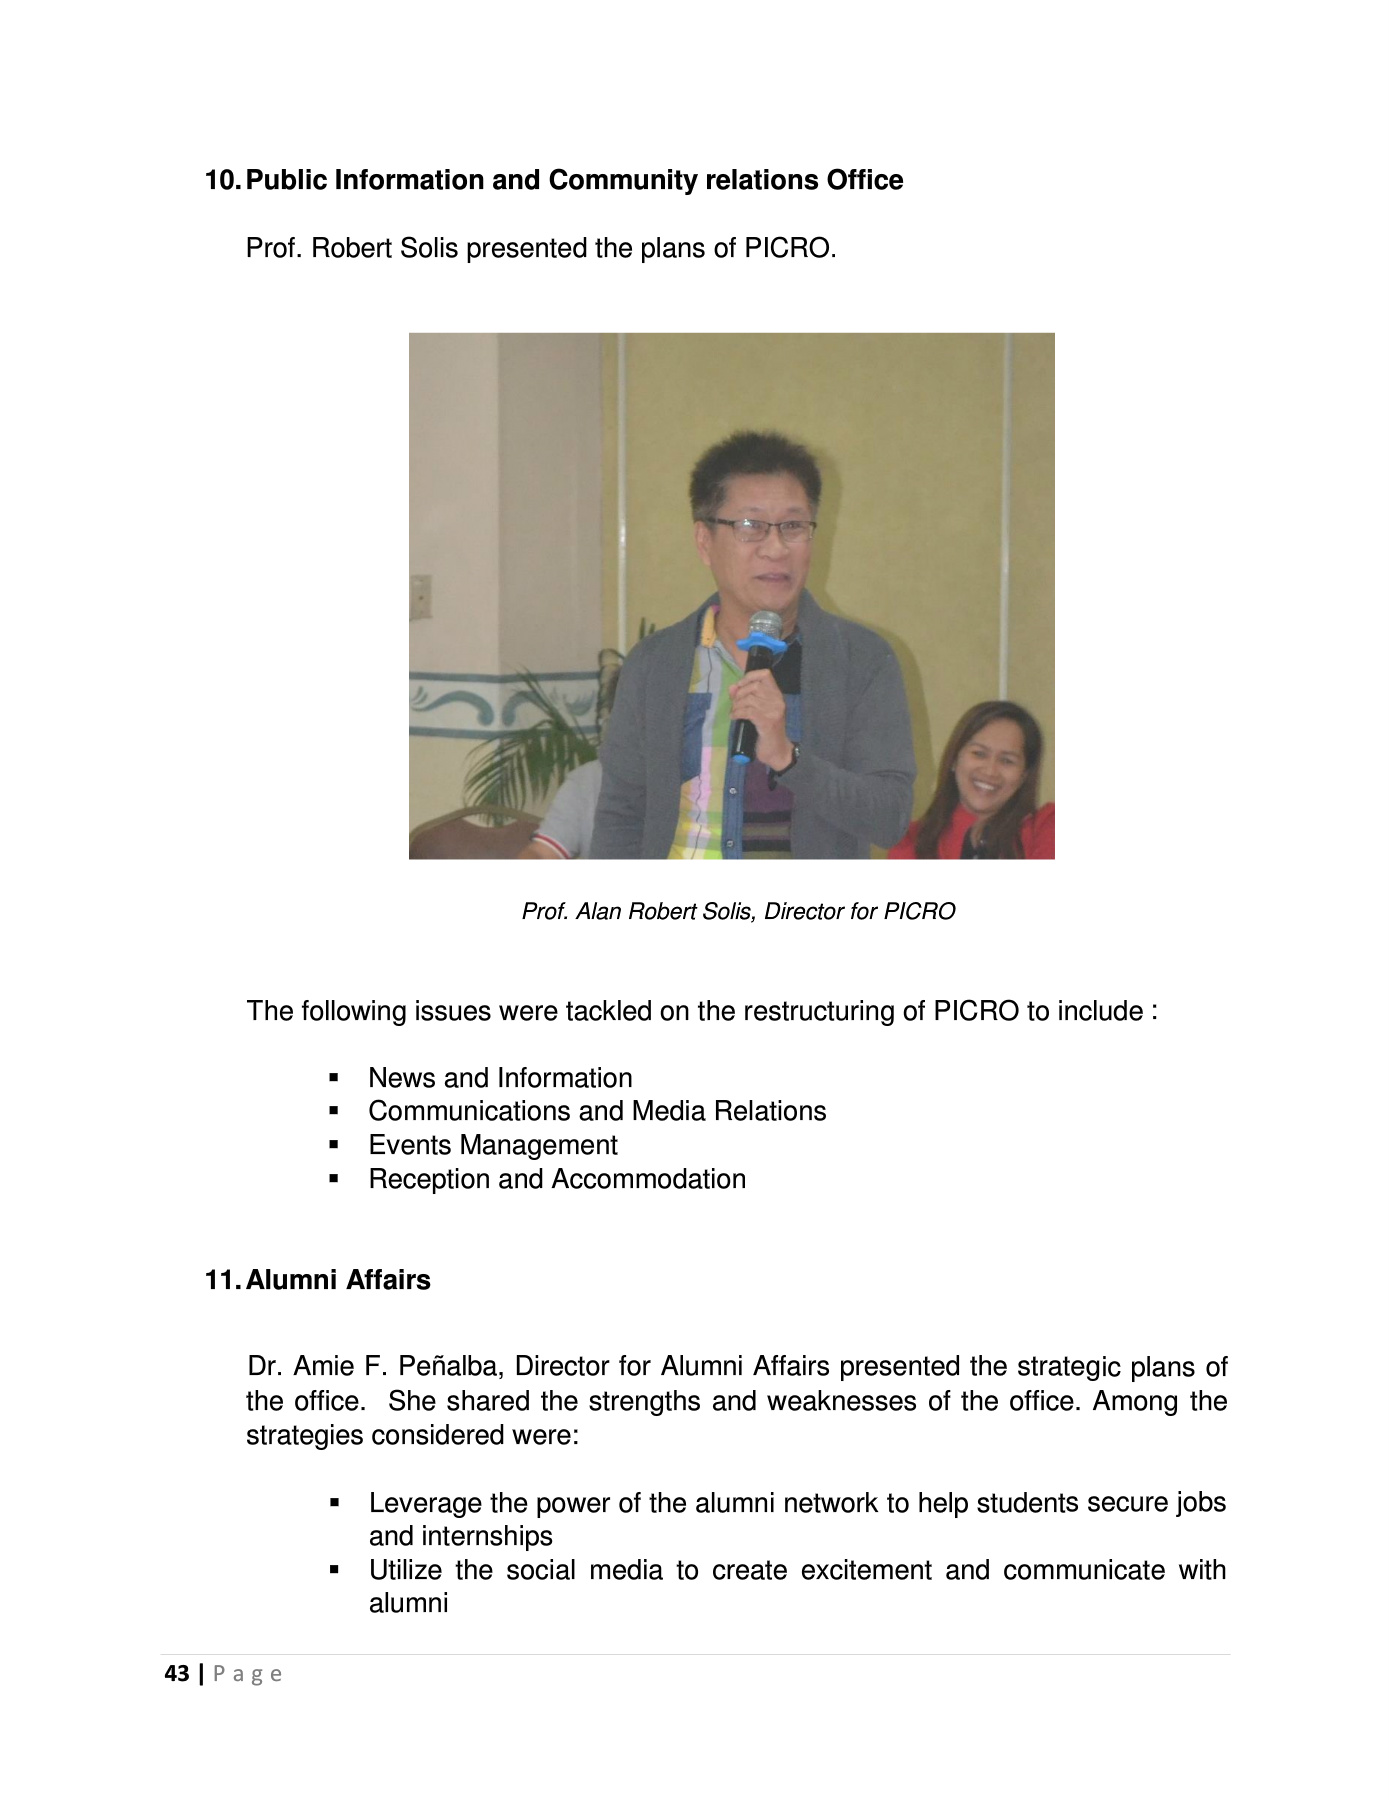 10. Public Information and Community relations Office
Prof. Robert Solis presented the plans of PICRO.
Prof. Alan Robert Solis, Director for PICRO
The following issues were tackled on the restructuring of PICRO to include :
▪ News and Information
▪ Communications and Media Relations
▪ Events Management
▪ Reception and Accommodation
11. Alumni Affairs
Dr. Amie F. Peñalba, Director for Alumni Affairs presented the strategic plans of
the office. She shared the strengths and weaknesses of the office. Among the
strategies considered were:
▪ Leverage the power of the alumni network to help students secure jobs
and internships
▪ Utilize the social media to create excitement and communicate with
alumni
43 | P a g e